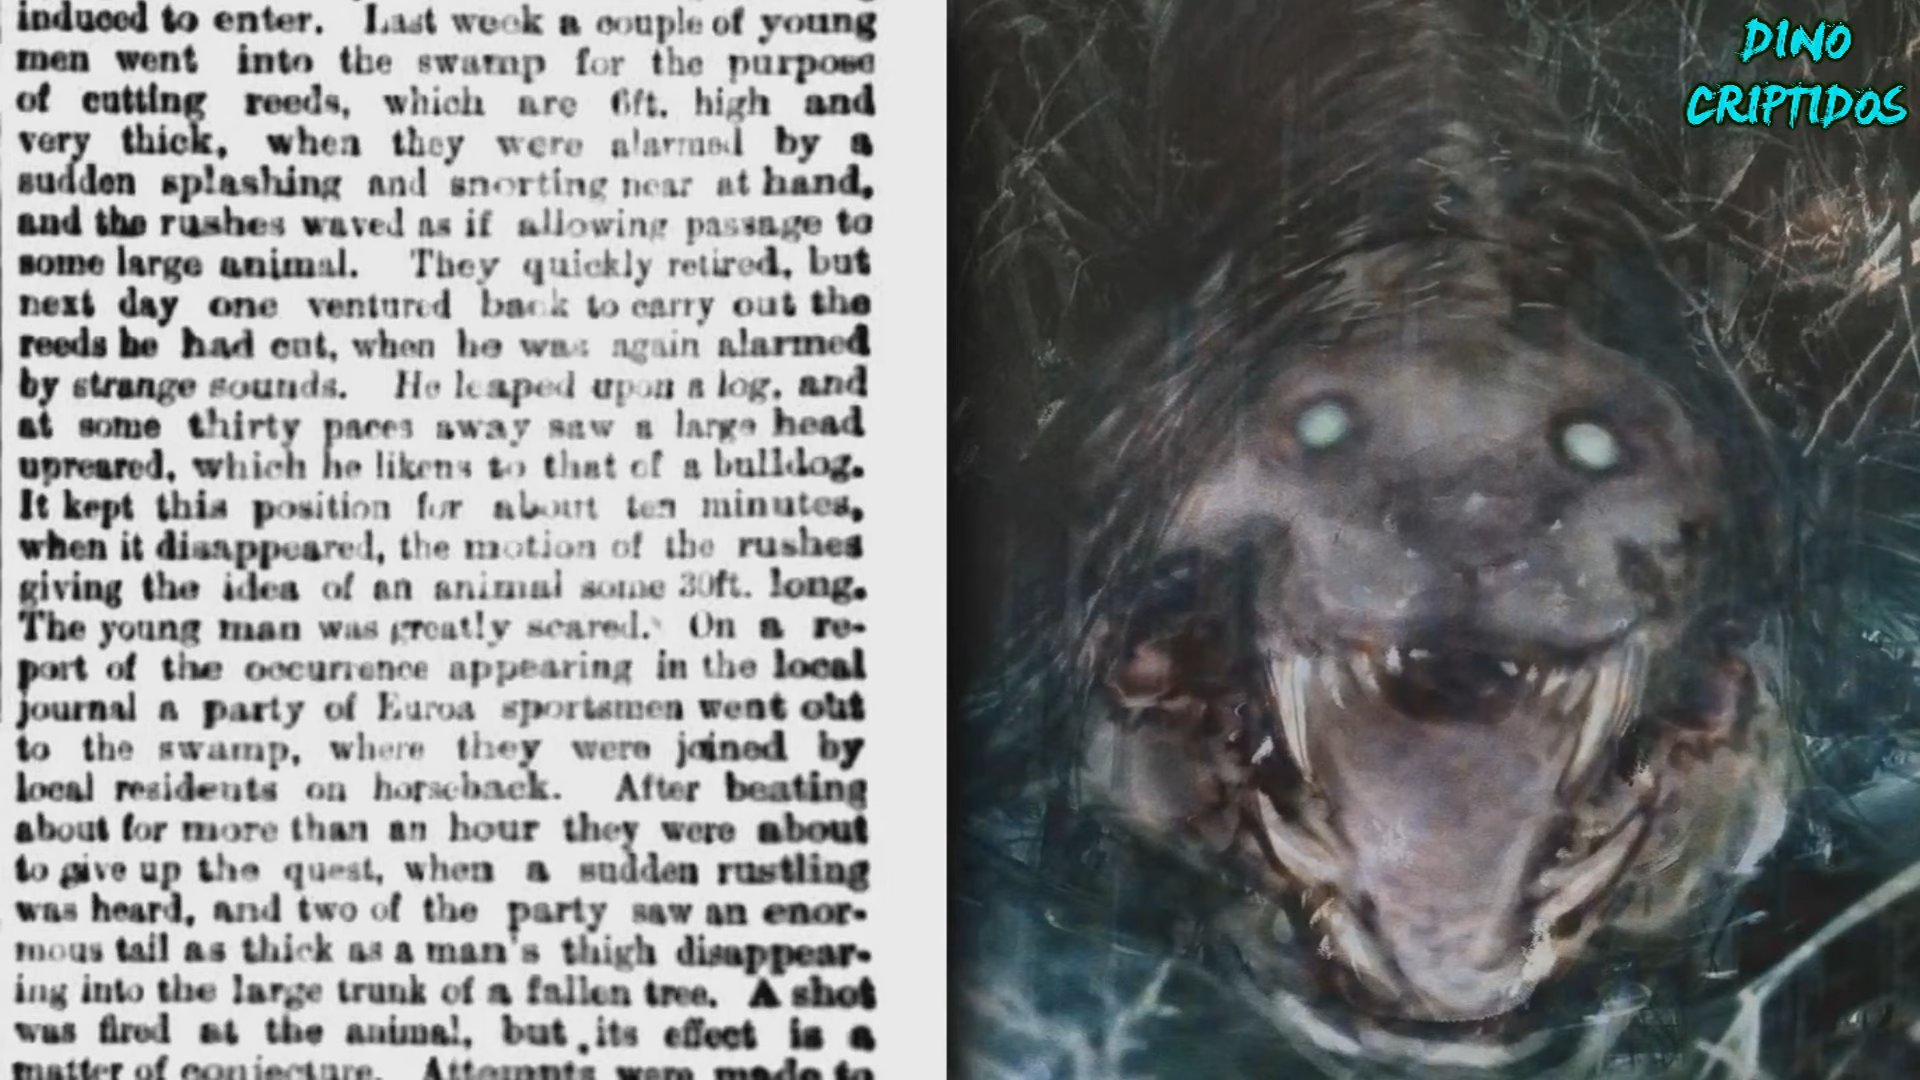 induced to enter. Last week a couple of young
men went into the swamp for the purpose
of cutting reeds, which are 6ft. high and
very thick, when they were alarmed by a
sudden splashing and snorting near at hand,
and the rushes waved as if allowing passage to
some large animal. They quickly retired, but
next day one ventured back to carry out the
reeds he had cut, when he was again alarmed
by strange sounds. He leaped upon a log, and
at some thirty paces away saw a large head
upreared, which he likens to that of a bulldog.
It kept this position for about ten minutes,
when it disappeared, the motion of the rushes
giving the idea of an animal some 30ft. long.
The young man was greatly scared. On a re-
port of the occurrence appearing in the local
journal a party of Euroa sportsmen went out
to the swamp, where they were joined by
local residents on horseback. After beating
about for more than an hour they were about
to give up the quest, when a sudden rustling
was heard, and two of the party saw an enor-
mous tail as thick as a man's thigh disappear-
ing into the large trunk of a fallen tree. A shot
was fired at the animal, but its effect is a
matter of conjecture. Attempts were made to
DINO
CRIPTIDOS